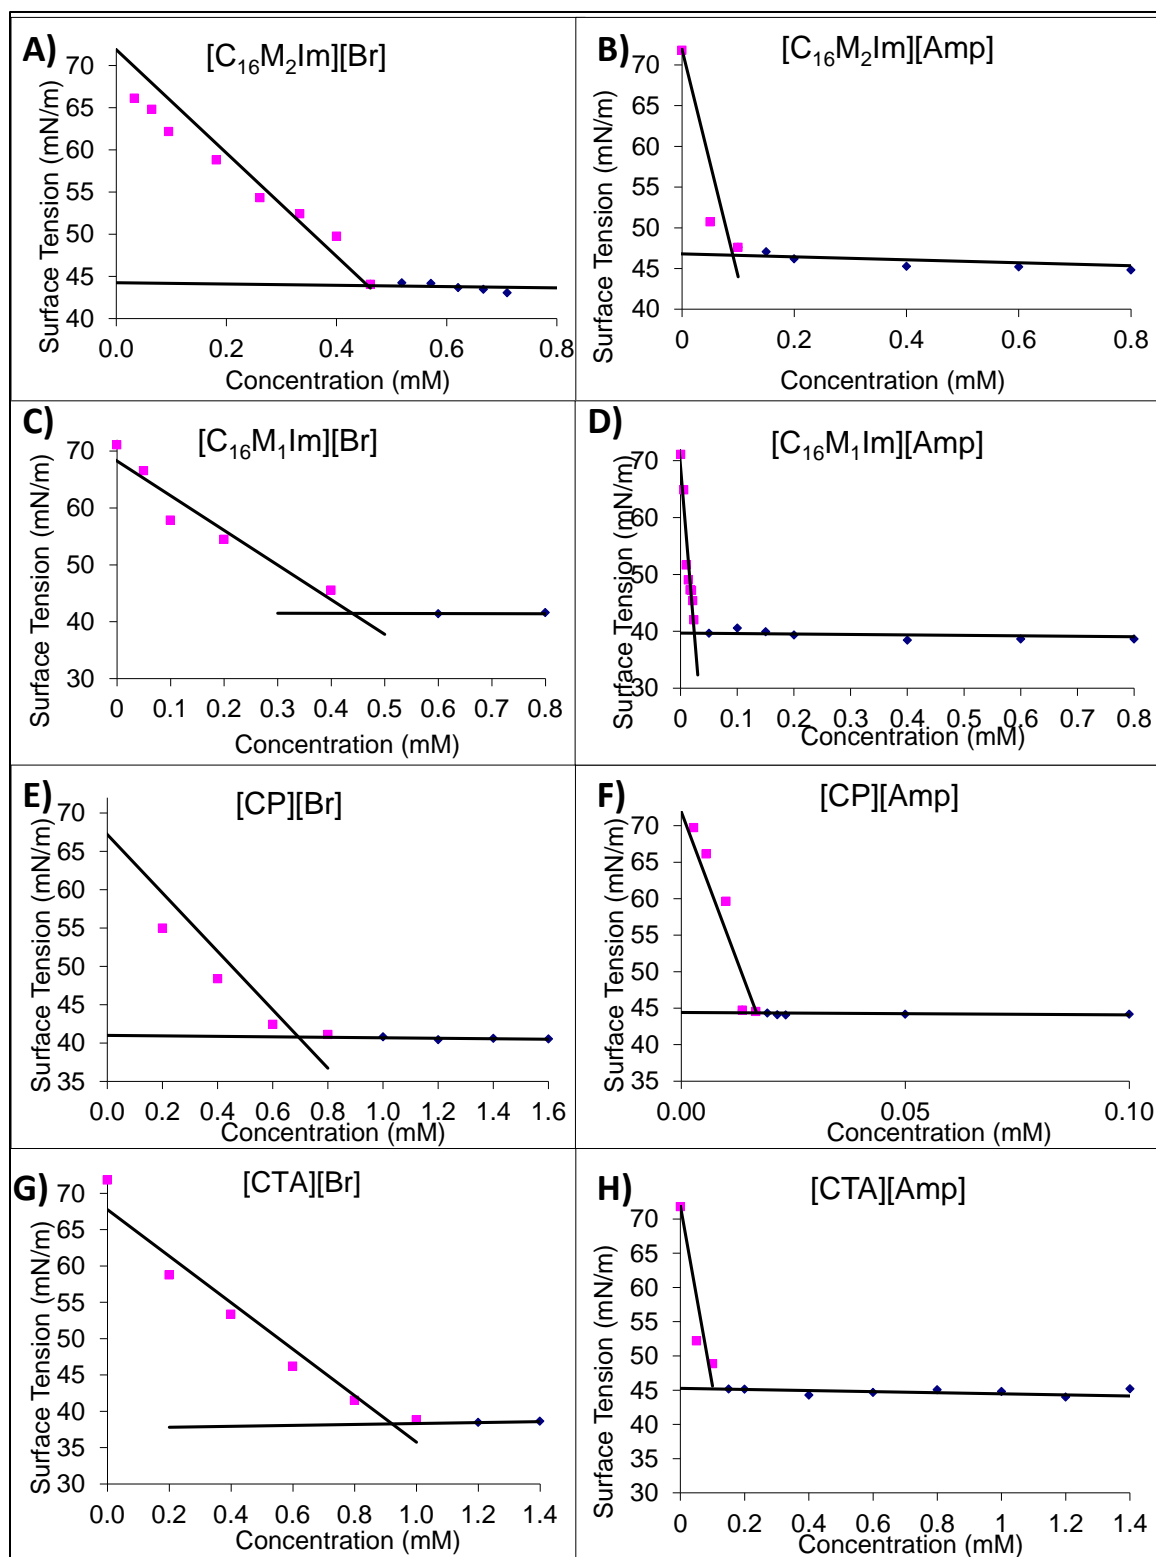 A)
[C₁₆M₂Im][Br]
Surface Tension (mN/m)
70
65
60
55
50
45
40
0.0 0.2 0.4 0.6 0.8
Concentration (mM)
B)
[C₁₆M₂Im][Amp]
Surface Tension (mN/m)
70
65
60
55
50
45
40
0 0.2 0.4 0.6 0.8
Concentration (mM)
C)
[C₁₆M₁Im][Br]
Surface Tension (mN/m)
70
60
50
40
30
0 0.1 0.2 0.3 0.4 0.5 0.6 0.7 0.8
Concentration (mM)
D)
[C₁₆M₁Im][Amp]
Surface Tension (mN/m)
70
60
50
40
30
0 0.1 0.2 0.3 0.4 0.5 0.6 0.7 0.8
Concentration (mM)
E)
[CP][Br]
Surface Tension (mN/m)
70
65
60
55
50
45
40
35
0.0 0.2 0.4 0.6 0.8 1.0 1.2 1.4 1.6
Concentration (mM)
F)
[CP][Amp]
Surface Tension (mN/m)
70
65
60
55
50
45
40
35
0.00 0.05 0.10
Concentration (mM)
G)
[CTA][Br]
Surface Tension (mN/m)
70
65
60
55
50
45
40
35
30
0.0 0.2 0.4 0.6 0.8 1.0 1.2 1.4
Concentration (mM)
H)
[CTA][Amp]
Surface Tension (mN/m)
70
65
60
55
50
45
40
35
30
0 0.2 0.4 0.6 0.8 1 1.2 1.4
Concentration (mM)